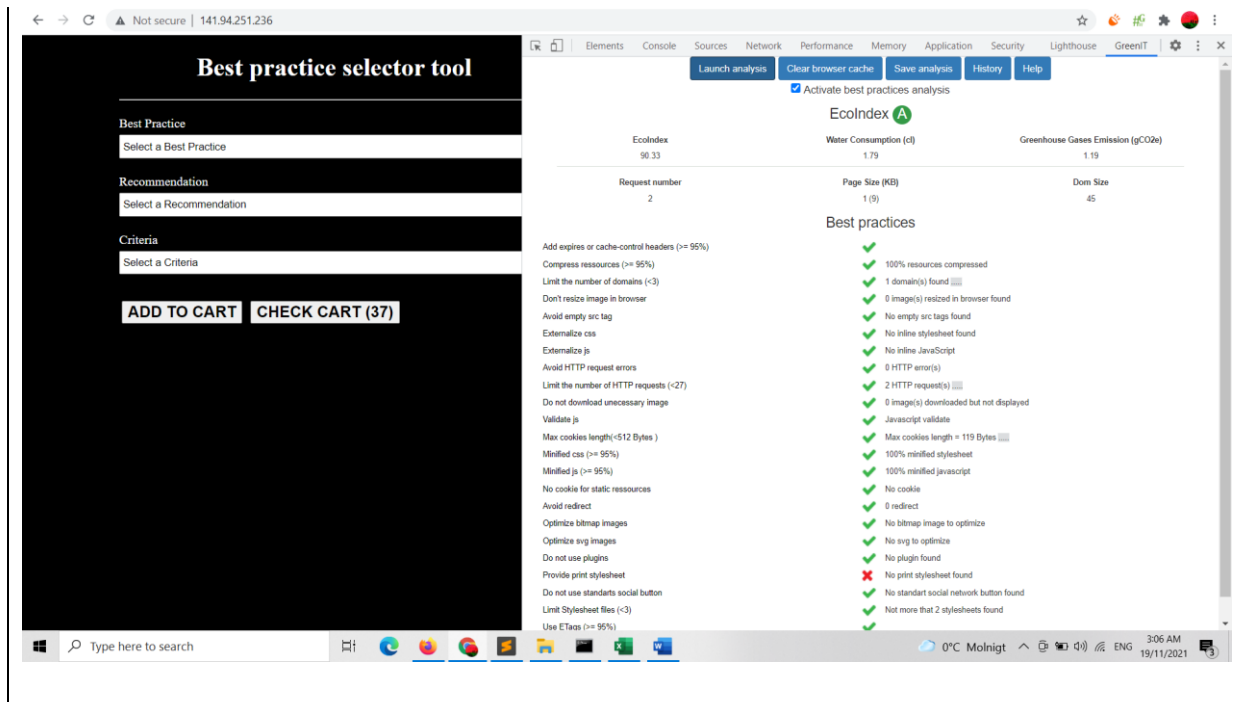 Not secure | 141.94.251.236
Best practice selector tool
Best Practice
Select a Best Practice
Recommendation
Select a Recommendation
Criteria
Select a Criteria
ADD TO CART CHECK CART (37)
Elements Console Sources Network Performance Memory Application Security Lighthouse GreenIT
Launch analysis Clear browser cache Save analysis History Help
Activate best practices analysis
EcoIndex A
EcoIndex Water Consumption (cl) Greenhouse Gases Emission (gCO2e)
90.33 1.79 1.19
Request number Page Size (KB) Dom Size
2 1 (9) 45
Best practices
Add expires or cache-control headers (>= 95%)
Compress ressources (>= 95%) 100% resources compressed
Limit the number of domains (<3) 1 domain(s) found
Don't resize image in browser 0 image(s) resized in browser found
Avoid empty src tag No empty src tags found
Externalize css No inline stylesheet found
Externalize js No inline JavaScript
Avoid HTTP request errors 0 HTTP error(s)
Limit the number of HTTP requests (<27) 2 HTTP request(s)
Do not download unecessary image 0 image(s) downloaded but not displayed
Validate js Javascript validate
Max cookies length(<512 Bytes ) Max cookies length = 119 Bytes
Minified css (>= 95%) 100% minified stylesheet
Minified js (>= 95%) 100% minified javascript
No cookie for static ressources No cookie
Avoid redirect 0 redirect
Optimize bitmap images No bitmap image to optimize
Optimize svg images No svg to optimize
Do not use plugins No plugin found
Provide print stylesheet No print stylesheet found
Do not use standarts social button No standart social network button found
Limit Stylesheet files (<3) Not more that 2 stylesheets found
Use ETags (>= 95%)
Type here to search 0°C Molnigt ENG 3:06 AM
19/11/2021 3